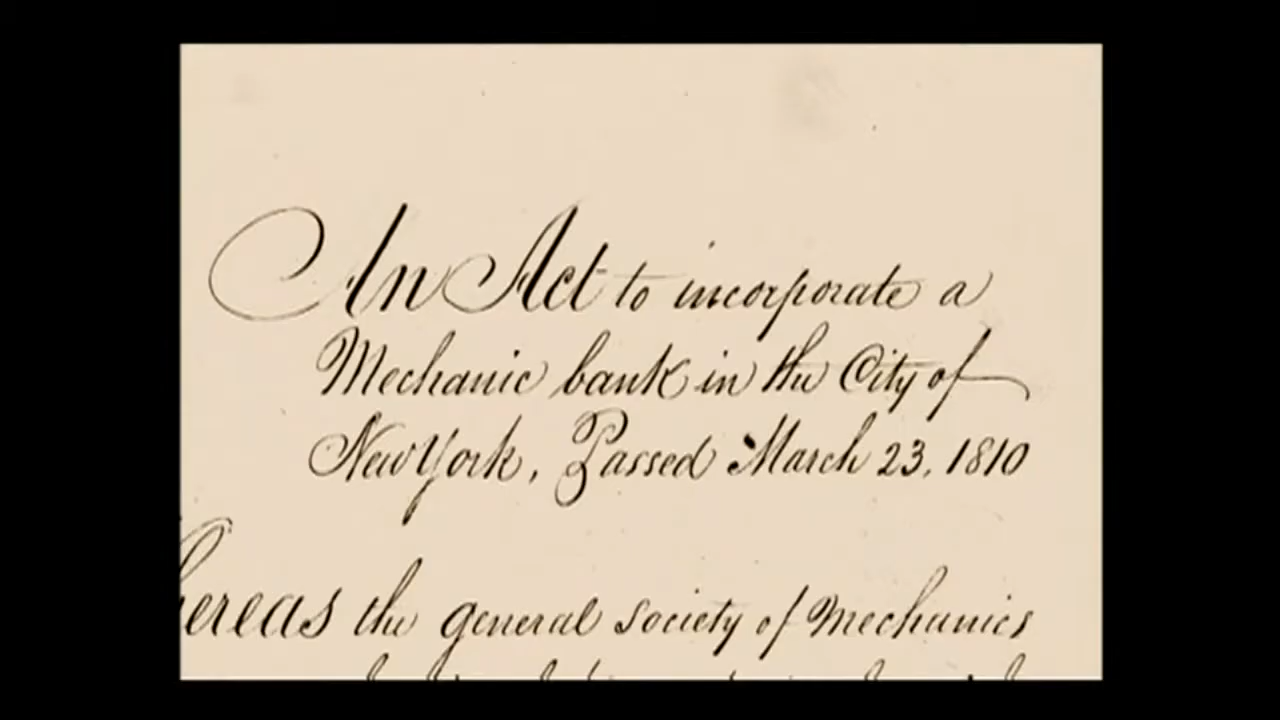 An Act to incorporate a
Mechanic bank in the City of
New York, Passed March 23, 1810
hereas the general society of Mechanics